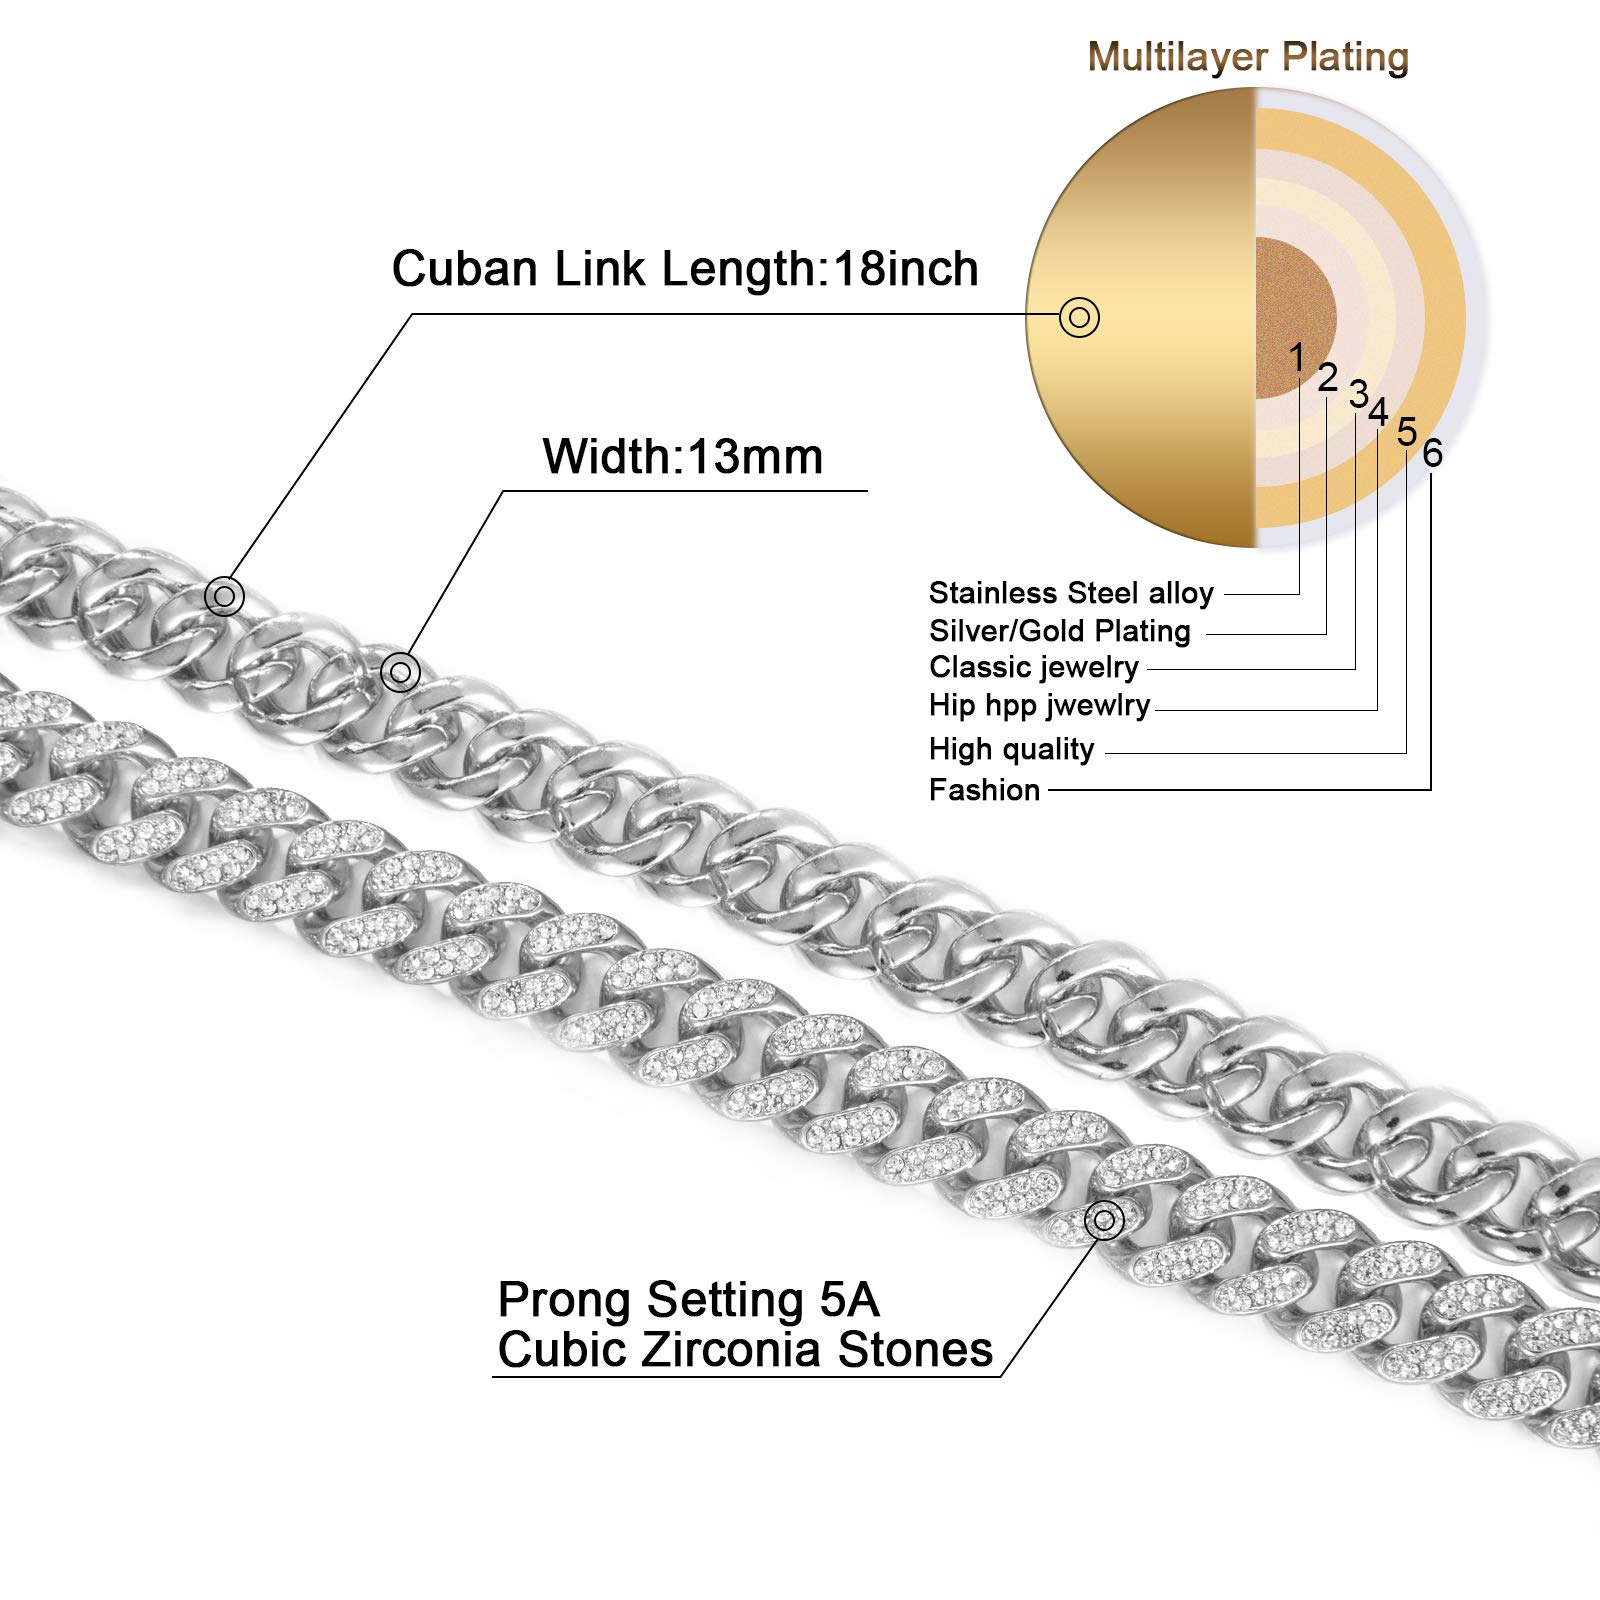 Multilayer Plating
Cuban Link Length:18inch
Width:13mm
1
2
3
4
5
6
Stainless Steel alloy
Silver/Gold Plating
Classic jewelry
Hip hpp jwewlry
High quality
Fashion
Prong Setting 5A
Cubic Zirconia Stones